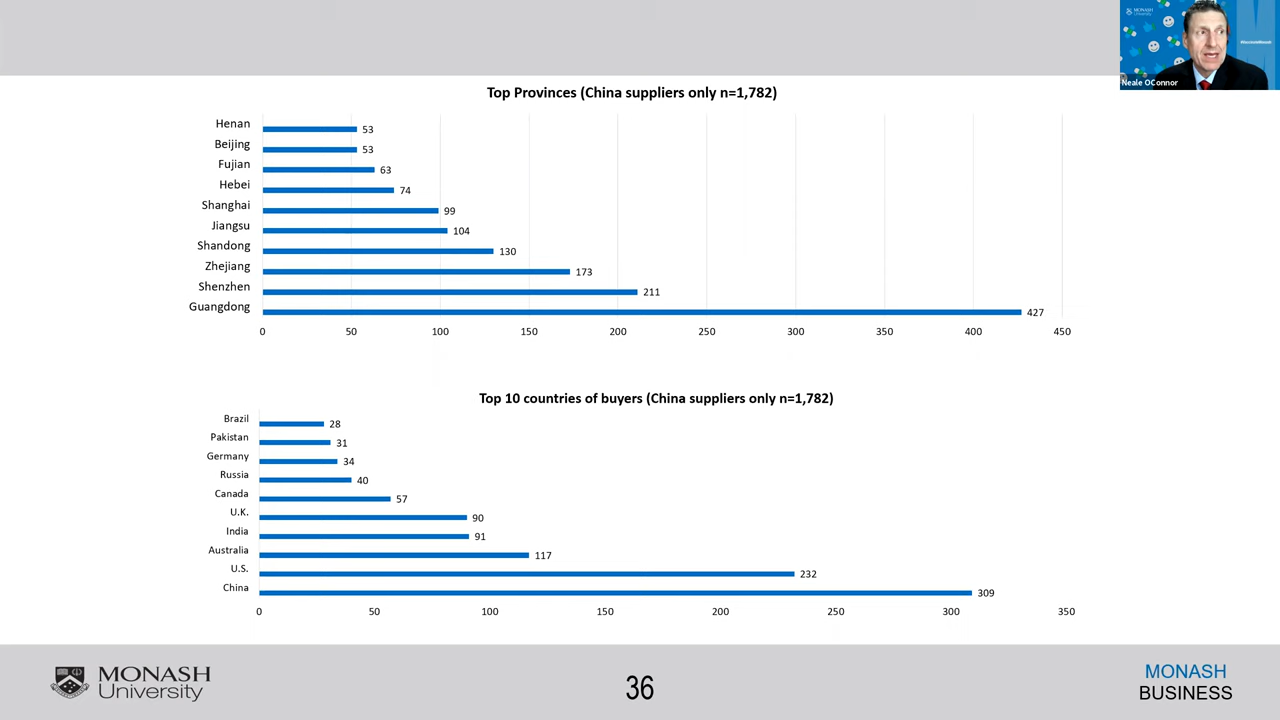 MONASH
University
Neale OConnor
Top Provinces (China suppliers only n=1,782)
Henan 53
Beijing 53
Fujian 63
Hebei 74
Shanghai 99
Jiangsu 104
Shandong 130
Zhejiang 173
Shenzhen 211
Guangdong 427
0 50 100 150 200 250 300 350 400 450
Top 10 countries of buyers (China suppliers only n=1,782)
Brazil 28
Pakistan 31
Germany 34
Russia 40
Canada 57
U.K. 90
India 91
Australia 117
U.S. 232
China 309
0 50 100 150 200 250 300 350
MONASH
University
36
MONASH
BUSINESS